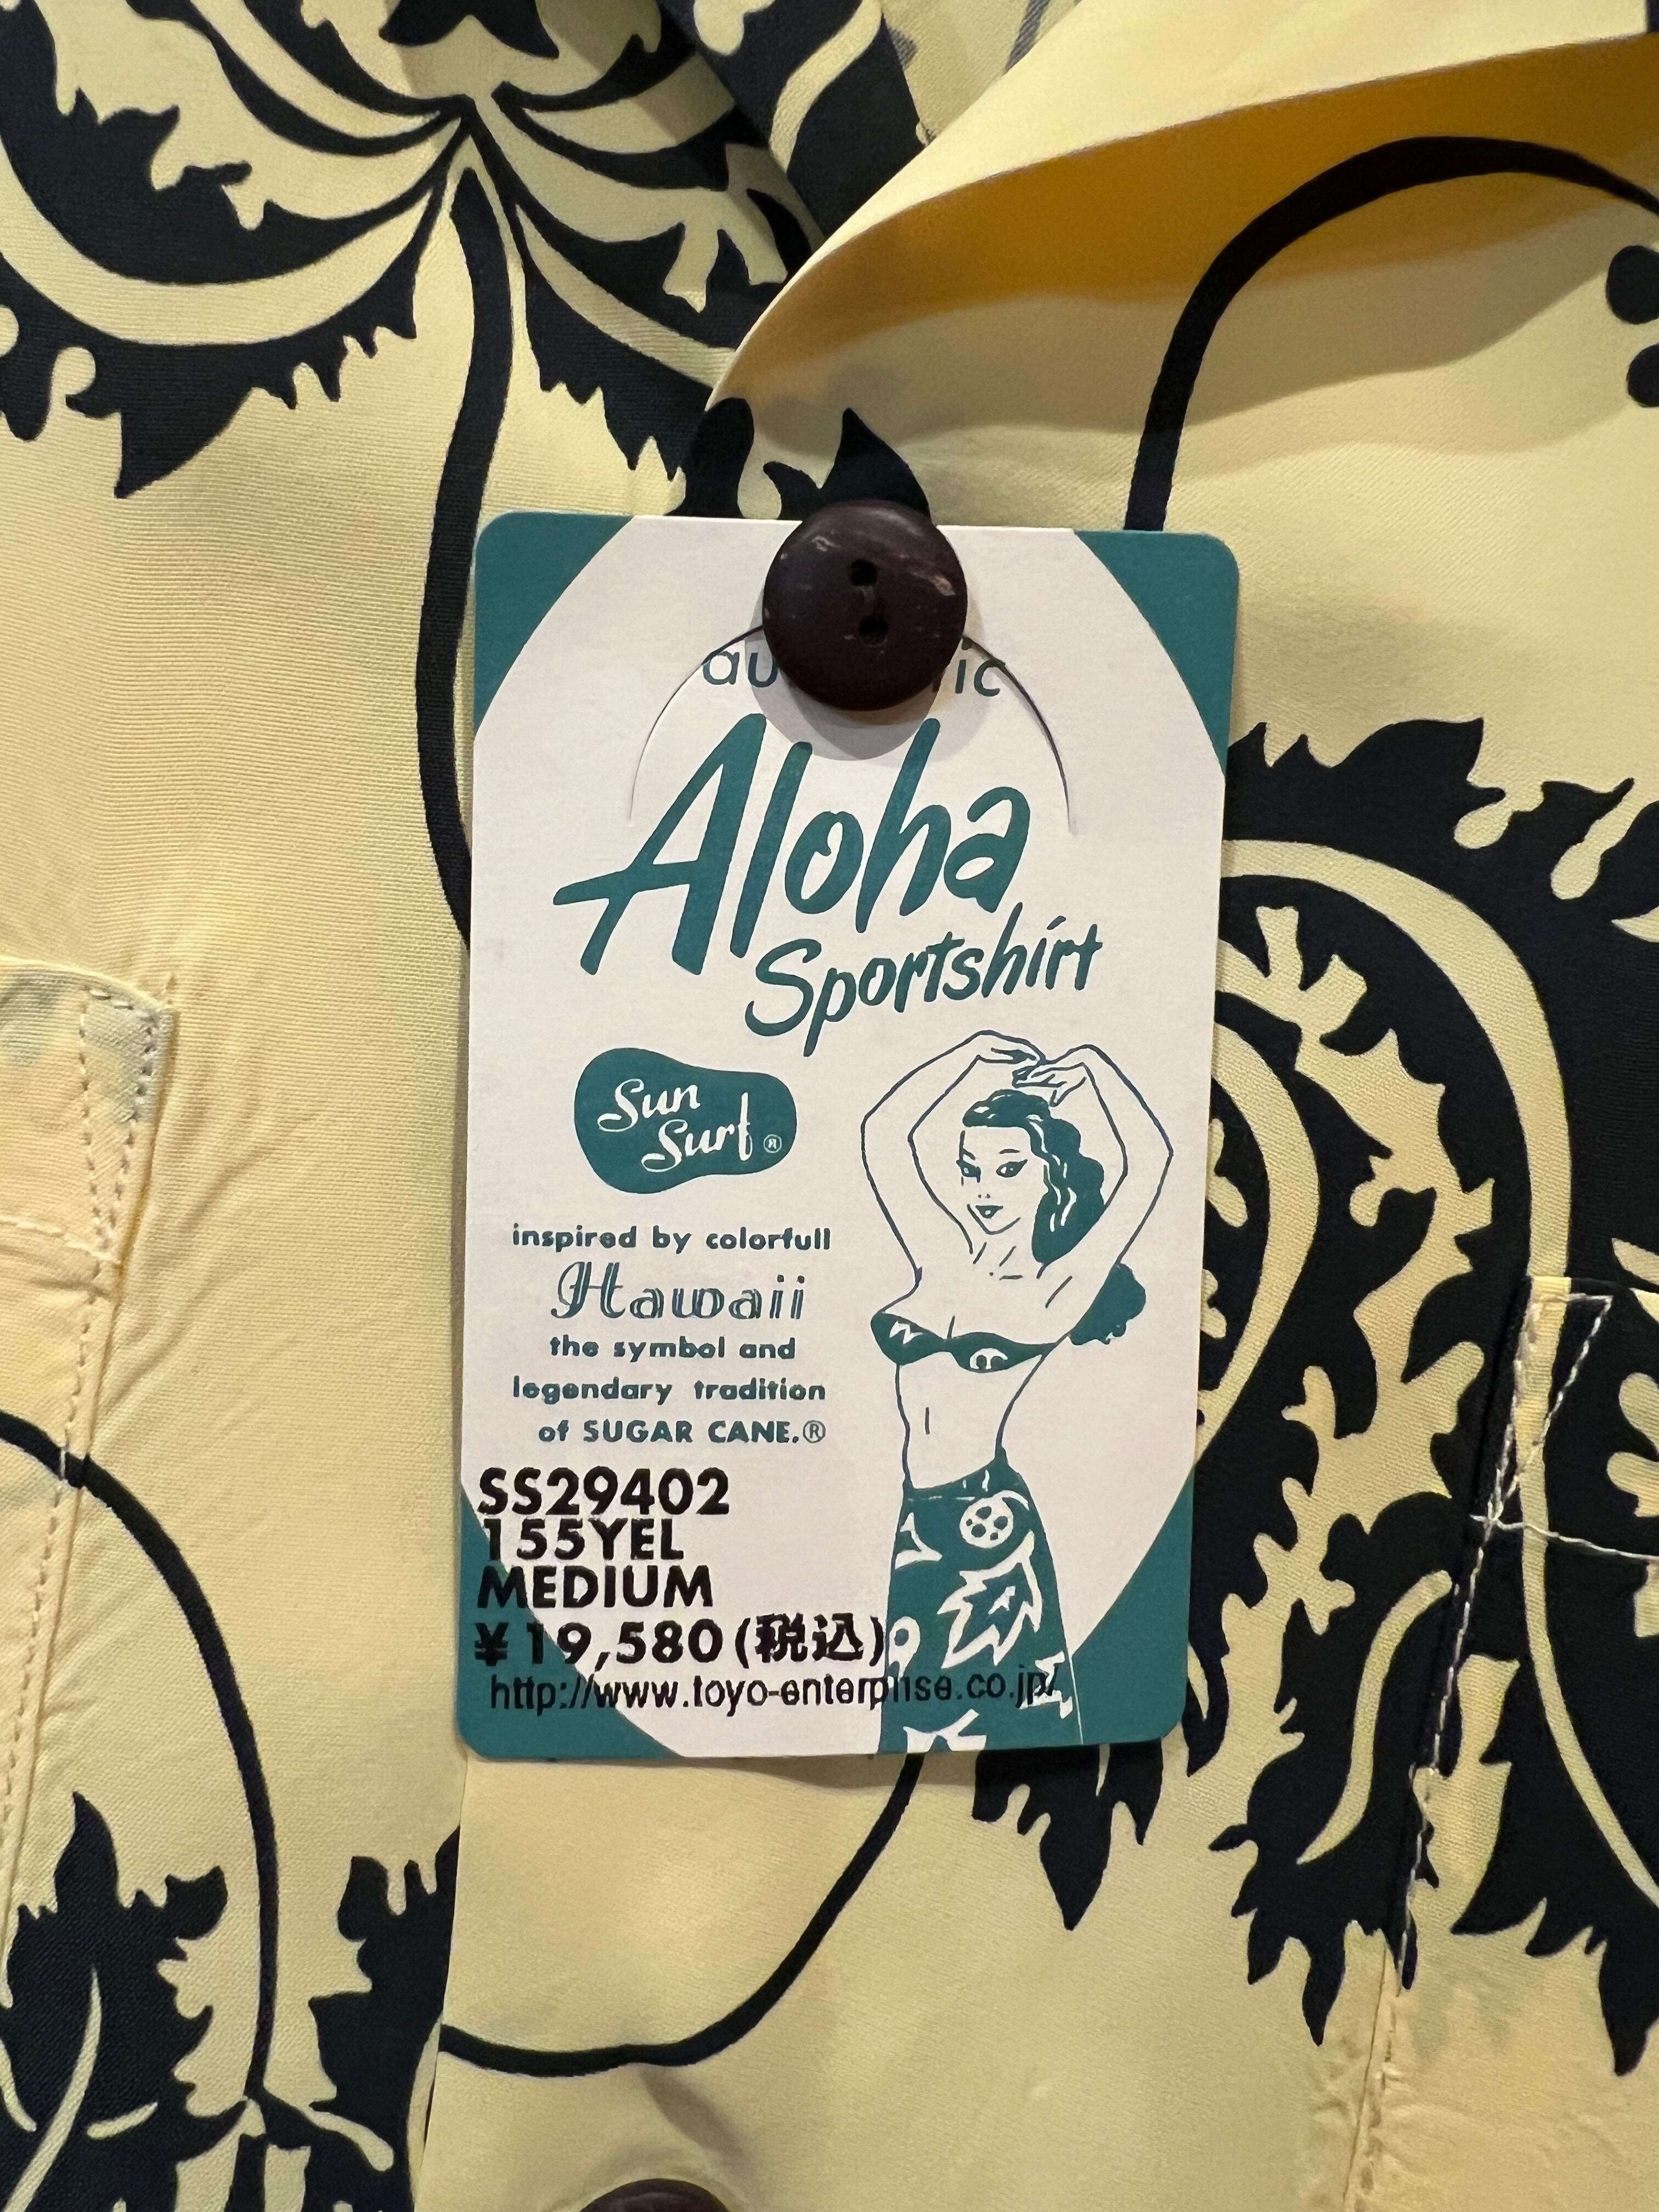 Aloha
Sportshirt
Sun
Surf®
inspired by colorfull
Hawaii
the symbol and
legendary tradition
of SUGAR CANE.®
SS29402
155YEL
MEDIUM
¥19,580(税込)
http://www.toyo-enterprise.co.jp/